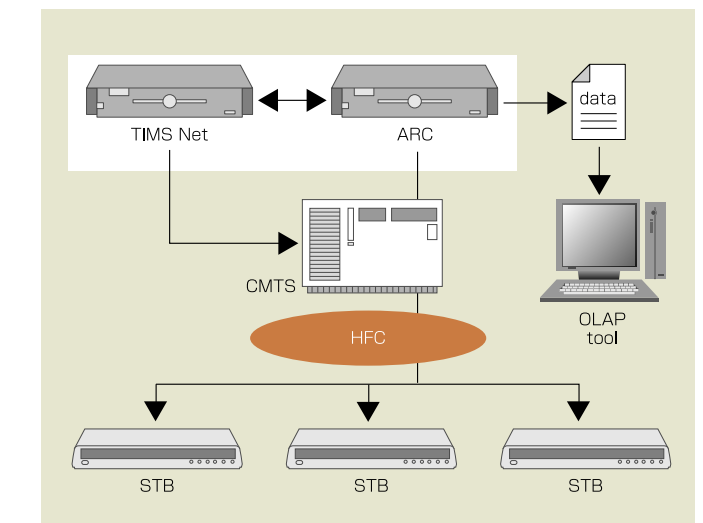 TIMS Net
ARC
data
CMTS
OLAP
tool
HFC
STB
STB
STB